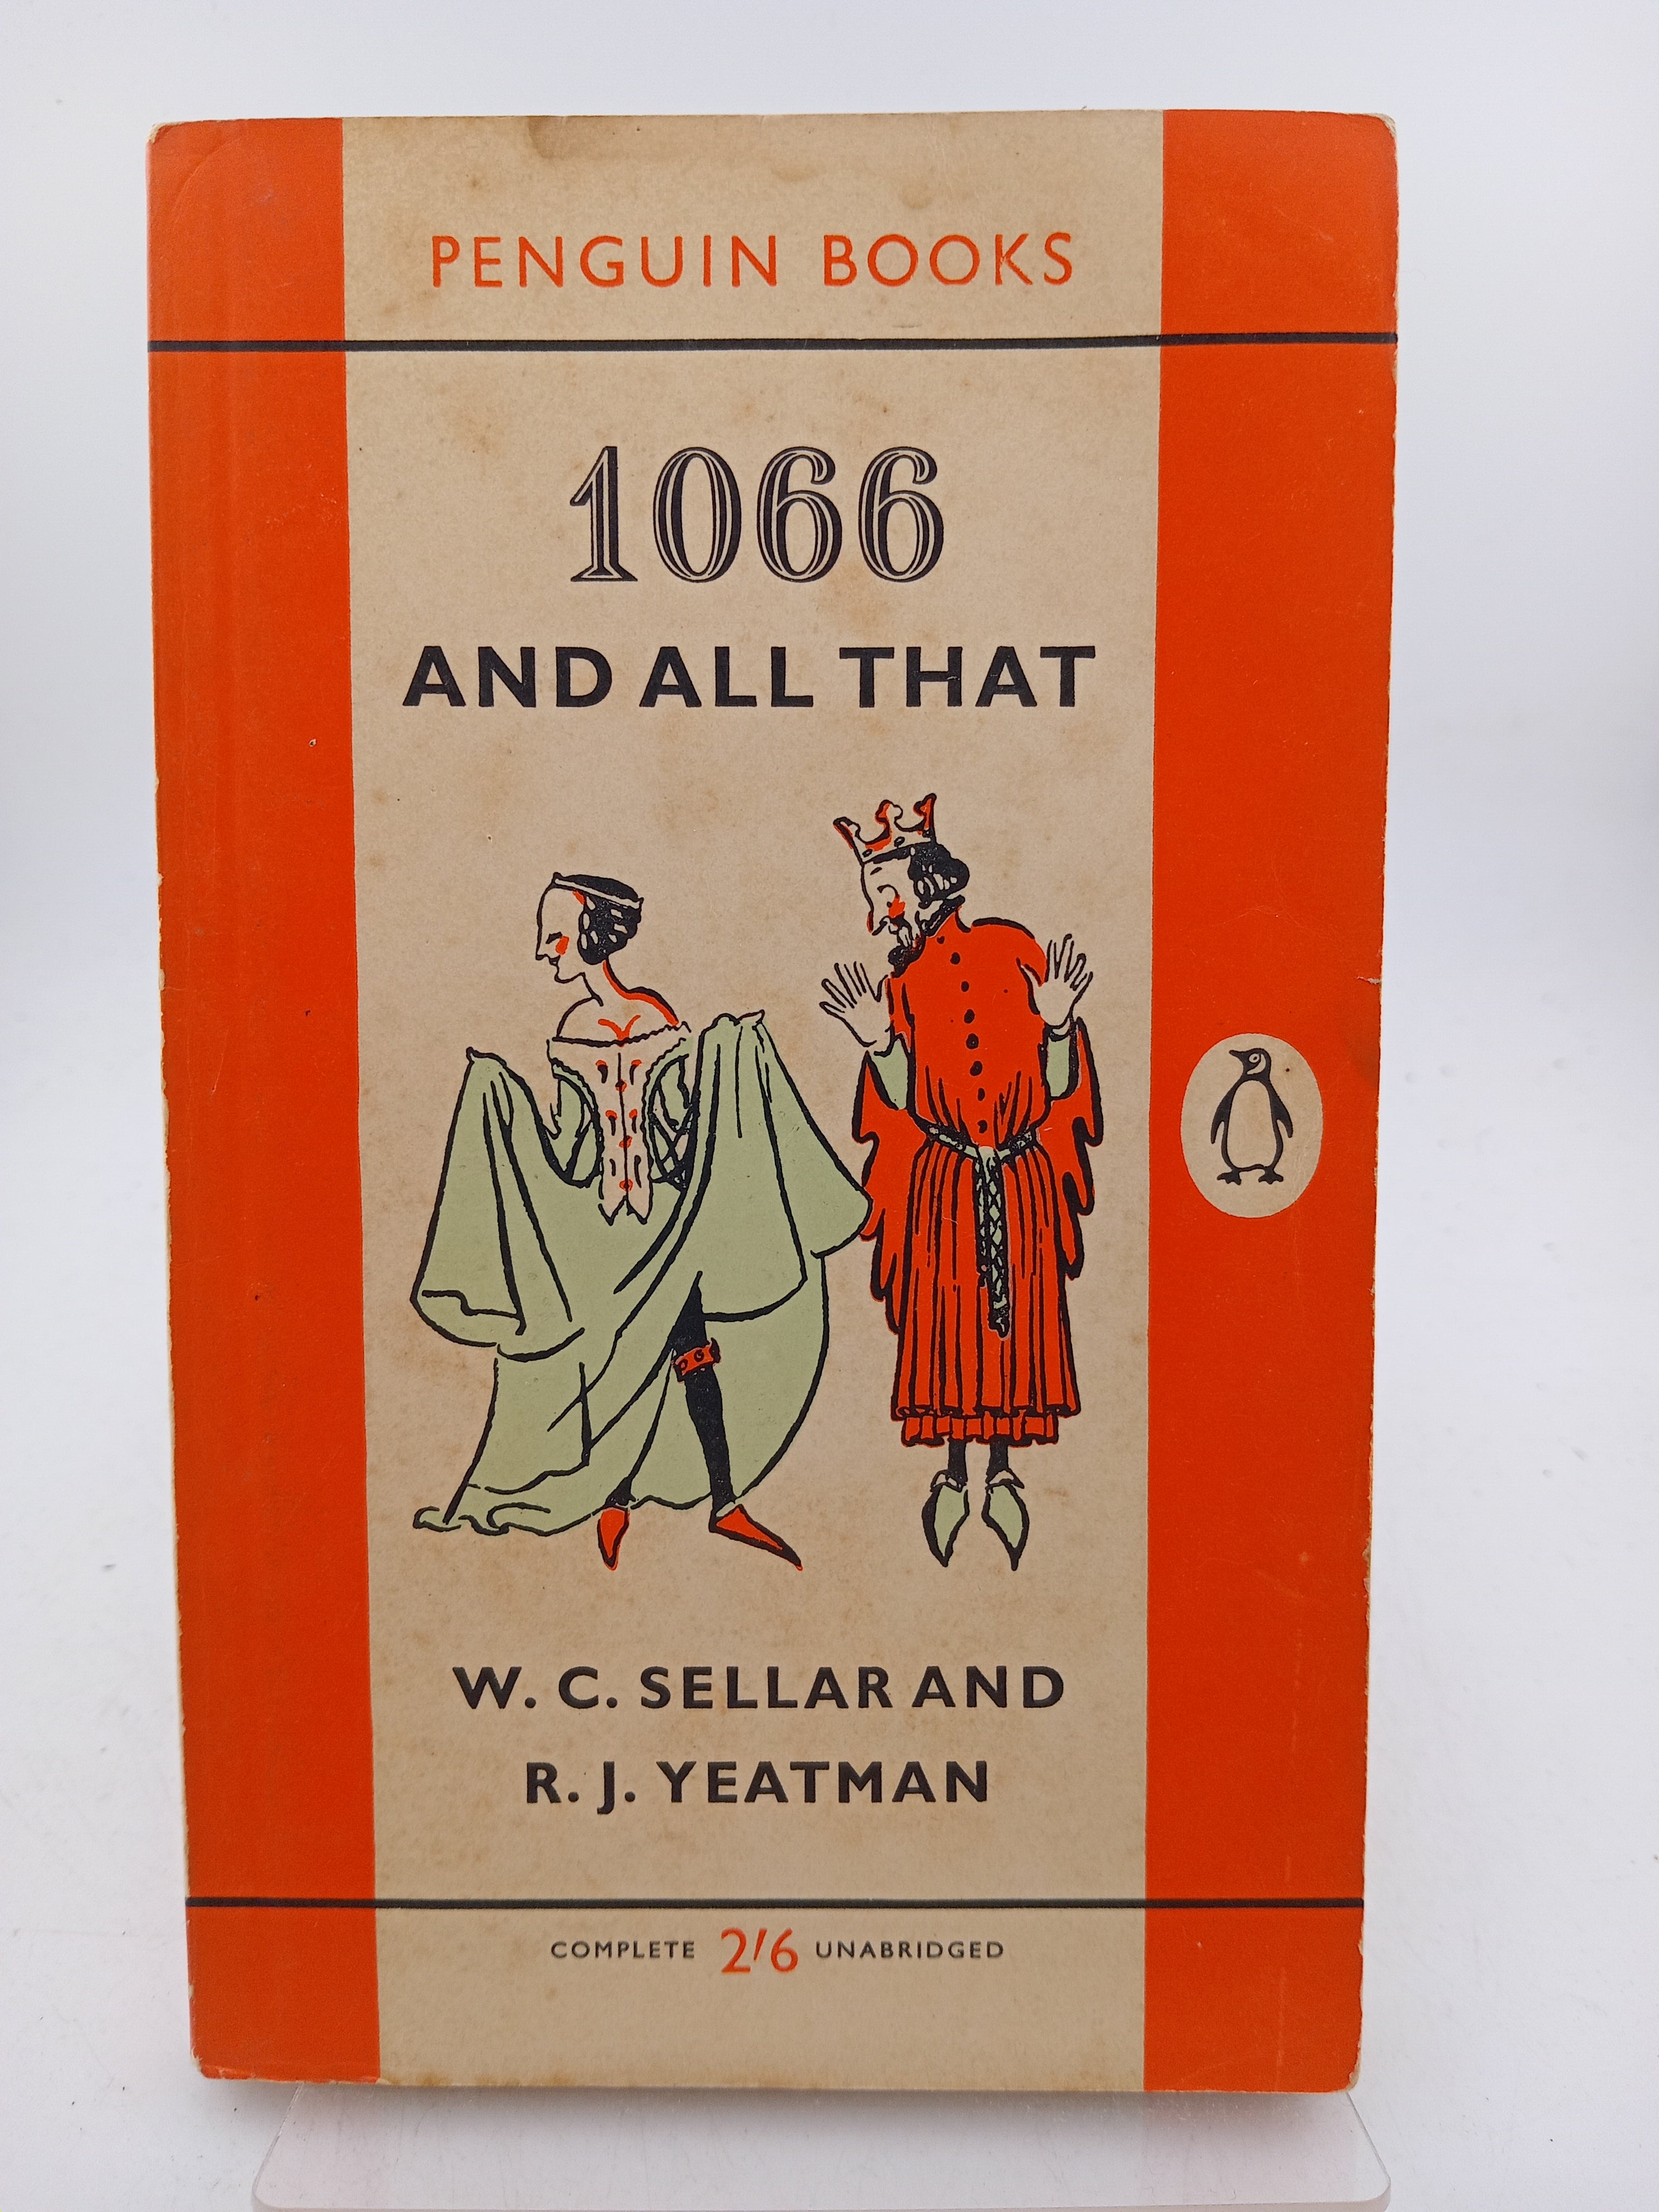 PENGUIN BOOKS
1066
AND ALL THAT
W. C. SELLAR AND
R. J. YEATMAN
COMPLETE 2/6 UNABRIDGED